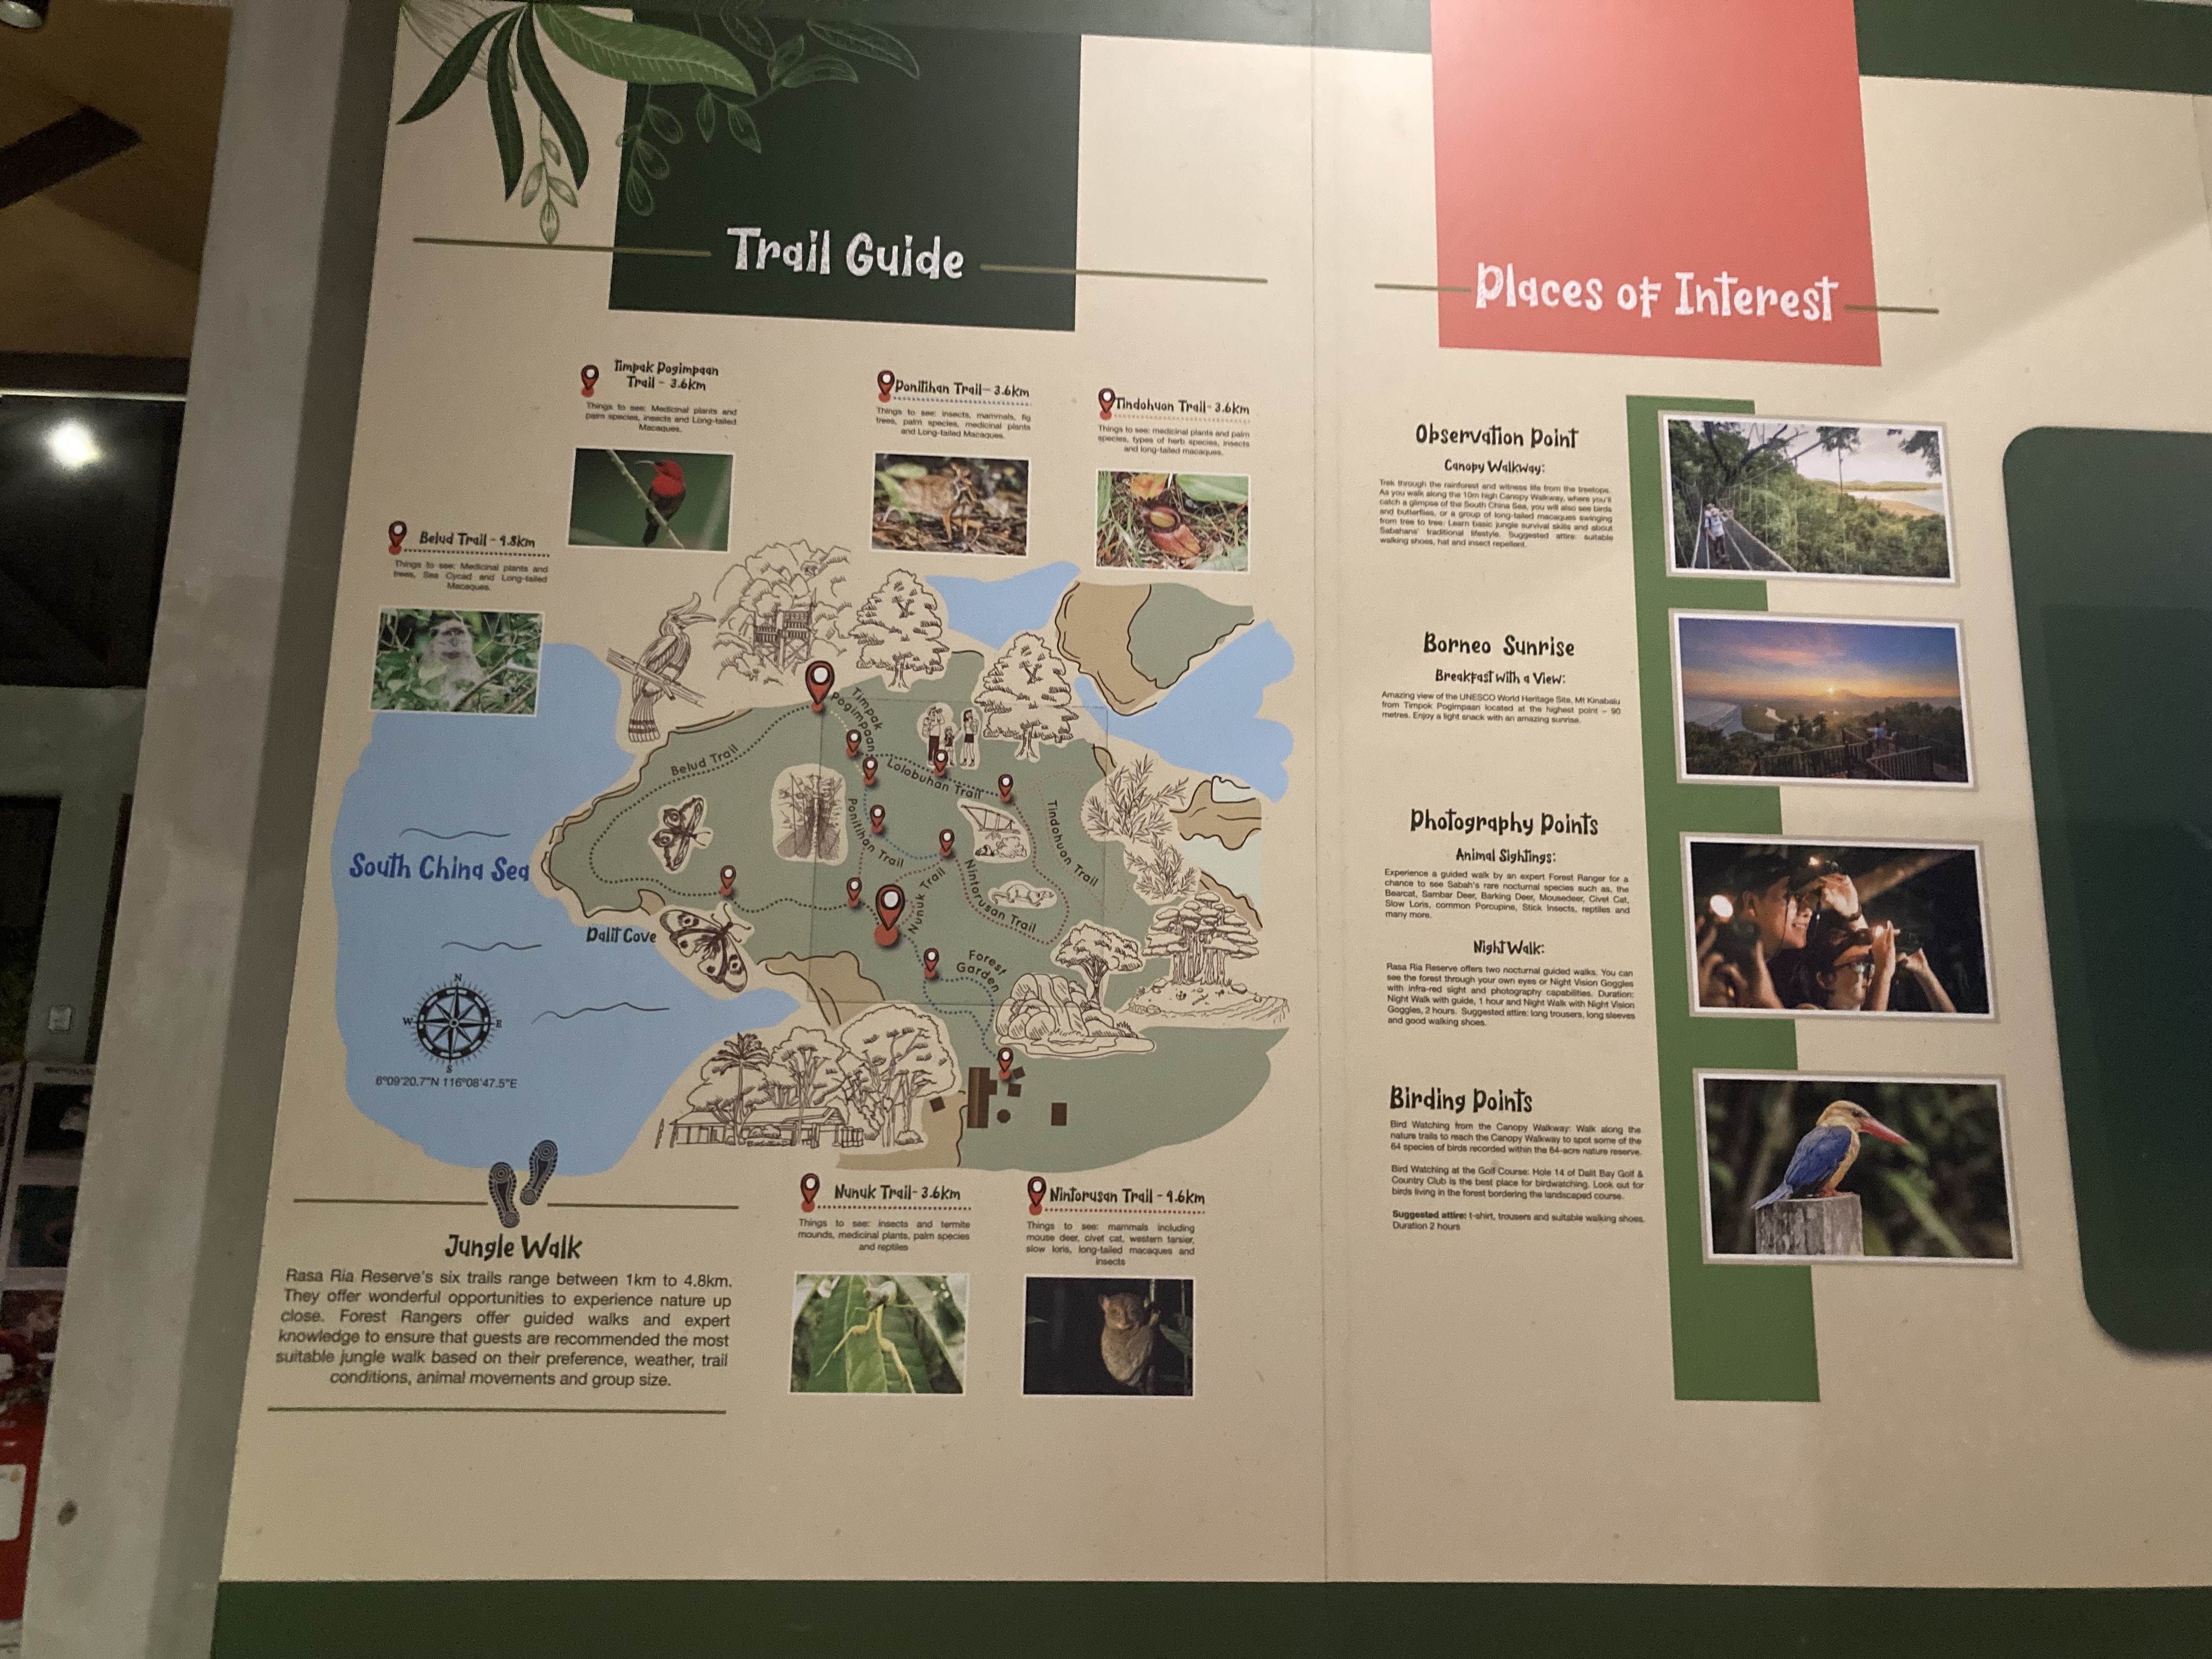 Trail Guide
Timpak Pogimpaan
Trail - 3.6km
Things to see: Medicinal plants and
palm species, insects and Long-tailed
Macaques.
Ponitihan Trail- 3.6km
Things to see: insects, mammals, fig
trees, palm species, medicinal plants
and Long-tailed Macaques.
Tindohuon Trail- 3.6km
Things to see: medicinal plants and palm
species, types of herb species, insects
and long-tailed macaques.
Belud Trail - 4.8km
Things to see: Medicinal plants and
trees, Sea Cycad and Long-tailed
Macaques.
Timpak
Pogimpaan
Belud Trail
Lolobuhan Trail
Ponitihan Trail
Tindohuan Trail
Nunuk Trail
Nintorusan Trail
South China Sea
Dalit Cove
Forest
Garden
N
W
E
S
6°09'20.7"N 116°08'47.5"E
Jungle Walk
Rasa Ria Reserve's six trails range between 1km to 4.8km.
They offer wonderful opportunities to experience nature up
close. Forest Rangers offer guided walks and expert
knowledge to ensure that guests are recommended the most
suitable jungle walk based on their preference, weather, trail
conditions, animal movements and group size.
Nunuk Trail- 3.6km
Things to see: insects and termite
mounds, medicinal plants, palm species
and reptiles
Nintorusan Trail - 4.6km
Things to see: mammals including
mouse deer, civet cat, western tarsier,
slow loris, long-tailed macaques and
insects
Places of Interest
Observation Point
Canopy Walkway:
Trek through the rainforest and witness life from the treetops.
As you walk along the 10m high Canopy Walkway, where you'll
catch a glimpse of the South China Sea, you will also see birds
and butterflies, or a group of long-tailed macaques swinging
from tree to tree. Learn basic jungle survival skills and about
Sabahans' traditional lifestyle. Suggested attire: suitable
walking shoes, hat and insect repellent.
Borneo Sunrise
Breakfast with a View:
Amazing view of the UNESCO World Heritage Site, Mt Kinabalu
from Timpok Pogimpaan located at the highest point – 90
metres. Enjoy a light snack with an amazing sunrise.
Photography Points
Animal Sightings:
Experience a guided walk by an expert Forest Ranger for a
chance to see Sabah's rare nocturnal species such as, the
Bearcat, Sambar Deer, Barking Deer, Mousedeer, Civet Cat,
Slow Loris, common Porcupine, Stick Insects, reptiles and
many more.
Night Walk:
Rasa Ria Reserve offers two nocturnal guided walks. You can
see the forest through your own eyes or Night Vision Goggles
with infra-red sight and photography capabilities. Duration:
Night Walk with guide, 1 hour and Night Walk with Night Vision
Goggles, 2 hours. Suggested attire: long trousers, long sleeves
and good walking shoes.
Birding Points
Bird Watching from the Canopy Walkway: Walk along the
nature trails to reach the Canopy Walkway to spot some of the
64 species of birds recorded within the 64-acre nature reserve.
Bird Watching at the Golf Course: Hole 14 of Dalit Bay Golf &
Country Club is the best place for birdwatching. Look out for
birds living in the forest bordering the landscaped course.
Suggested attire: t-shirt, trousers and suitable walking shoes.
Duration 2 hours